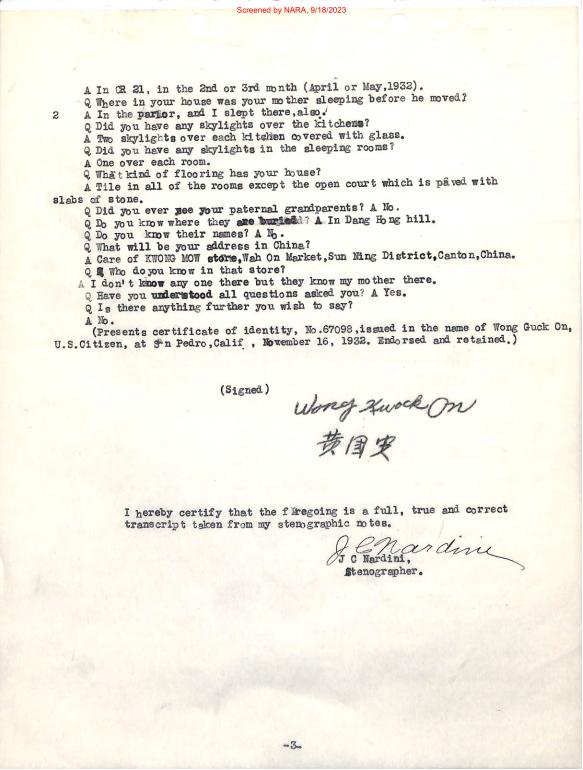 Screened by NARA, 9/18/2023
A In CR 21, in the 2nd or 3rd month (April or May,1932).
Q Where in your house was your mother sleeping before he moved?
2 A In the parlor, and I slept there,also.
Q Did you have any skylights over the kitchens?
A Two skylights over each kitchen covered with glass.
Q Did you have any skylights in the sleeping rooms?
A One over each room.
Q What kind of flooring has your house?
A Tile in all of the rooms except the open court which is paved with
slabs of stone.
Q Did you ever see your paternal grandparents? A No.
Q Do you know where they are buried? A In Dang Hong hill.
Q Do you know their names? A No.
Q What will be your address in China?
A Care of KWONG MOW store,Wah On Market,Sun Ning District,Canton,China.
Q Who do you know in that store?
A I don't know any one there but they know my mother there.
Q Have you understood all questions asked you? A Yes.
Q Is there anything further you wish to say?
A No.
(Presents certificate of identity, No.67098,issued in the name of Wong Guck On,
U.S.Citizen, at San Pedro,Calif , November 16, 1932. Endorsed and retained.)
(Signed)
Wong Kwock On
黄国安
I hereby certify that the foregoing is a full, true and correct
transcript taken from my stenographic notes.
J C Nardini
J C Nardini,
Stenographer.
-3-